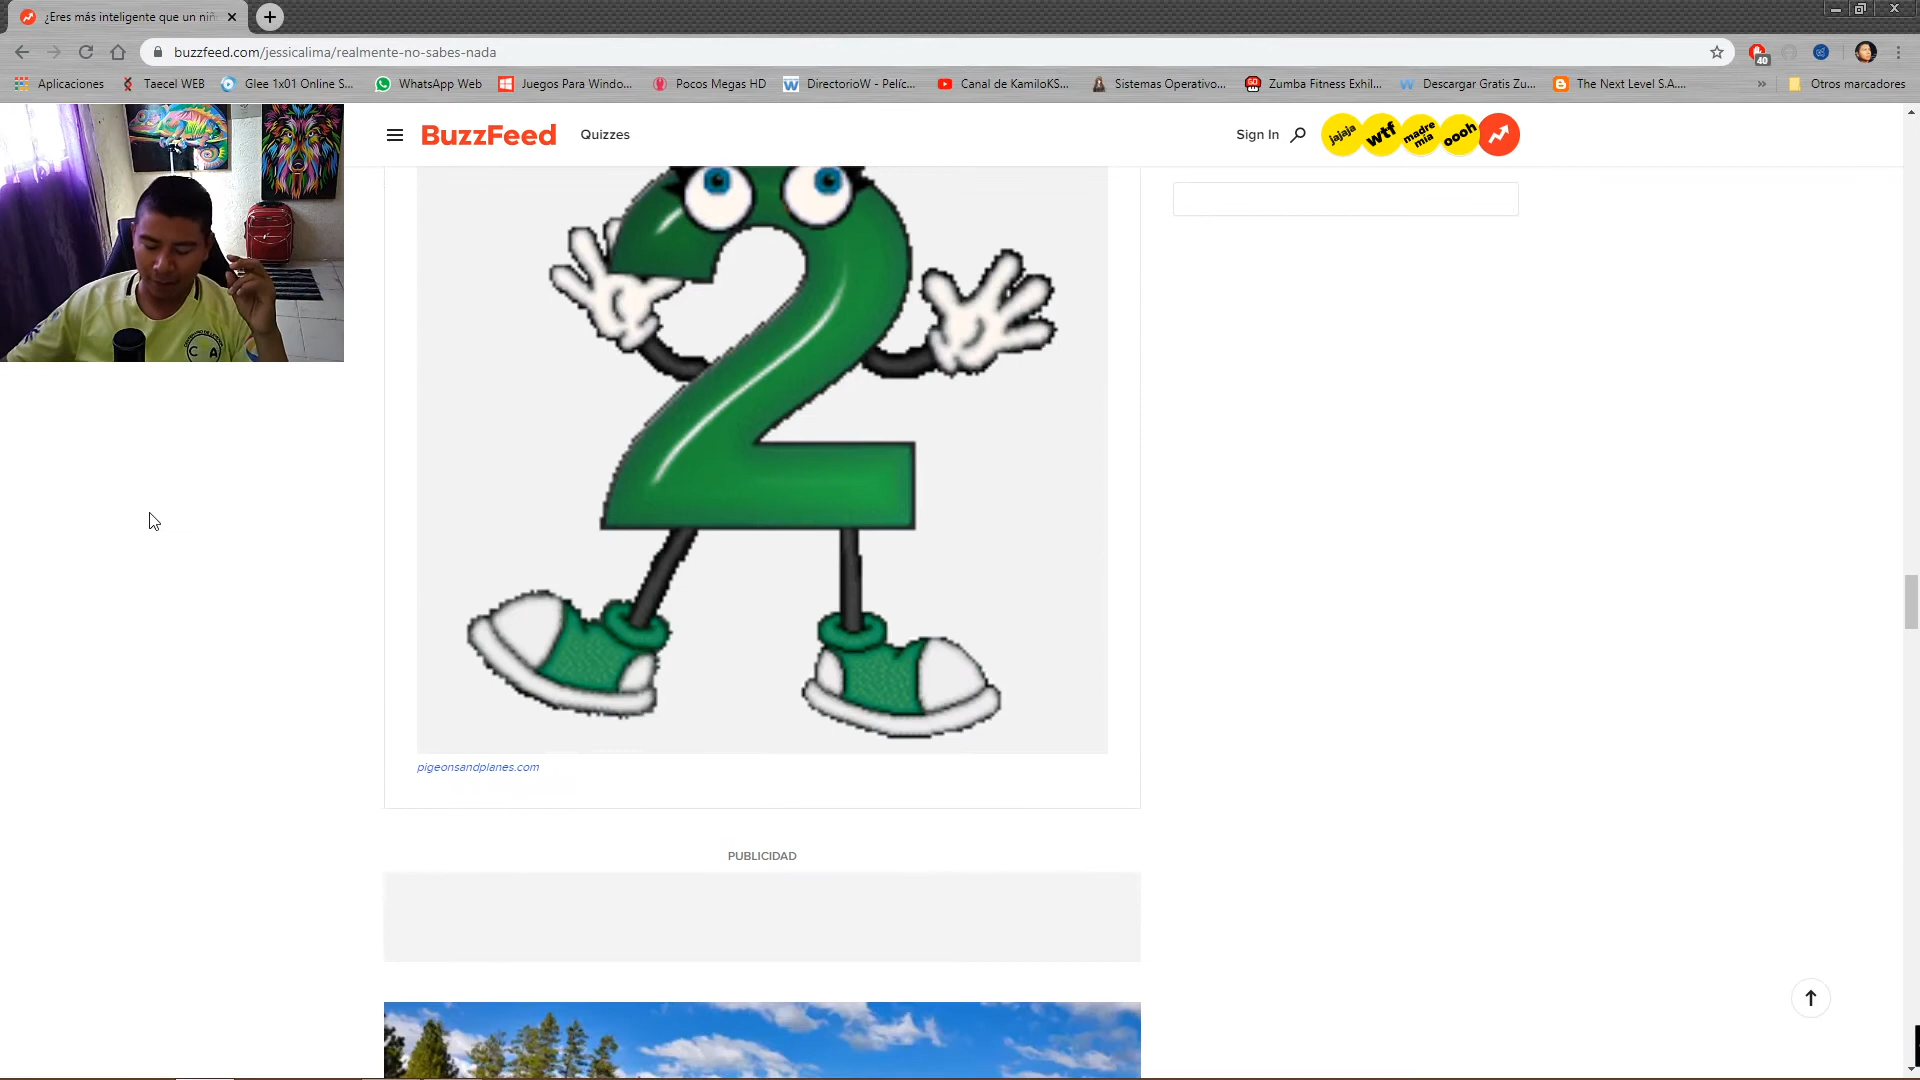 ¿Eres más inteligente que un niñ
buzzfeed.com/jessicalima/realmente-no-sabes-nada
40
Aplicaciones Taecel WEB Glee 1x01 Online S... WhatsApp Web Juegos Para Windo... Pocos Megas HD DirectorioW - Pelíc... Canal de KamiloKS... Sistemas Operativo... Zumba Fitness Exhil... Descargar Gratis Zu... The Next Level S.A.... » Otros marcadores
BuzzFeed Quizzes Sign In jajaja wtf madre mía oooh
2
C A
pigeonsandplanes.com
PUBLICIDAD